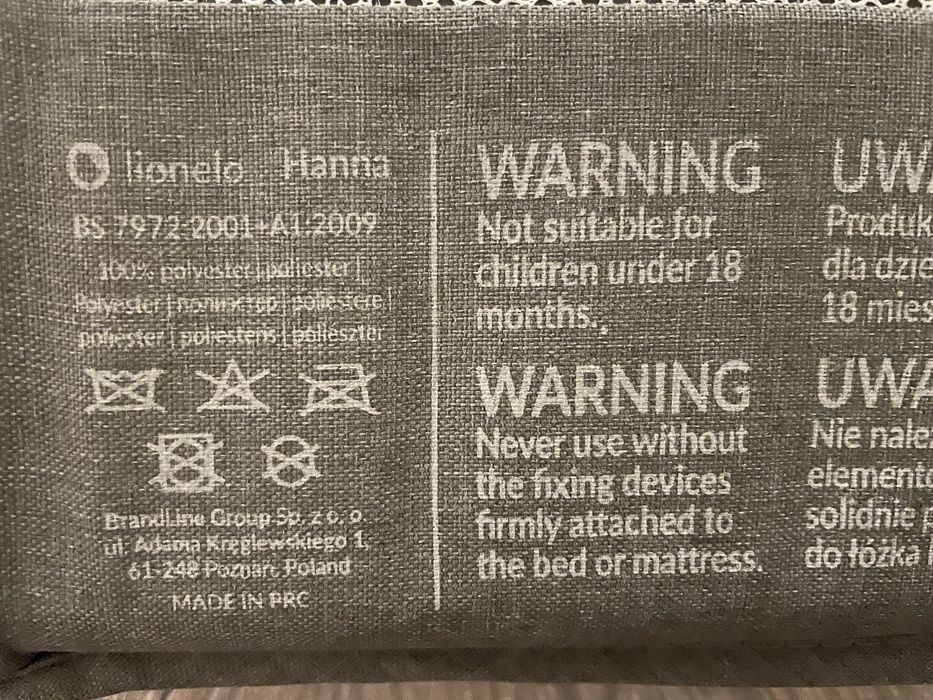 lionelo Hanna
BS 7972:2001+A1:2009
100% polyester | poliester |
Polyester | полиэстер | poliestere |
poliester | poliesteris | poliészter
BrandLine Group Sp. z o. o.
ul. Adama Kręglewskiego 1,
61-248 Poznań, Poland
MADE IN PRC
WARNING
Not suitable for
children under 18
months..
WARNING
Never use without
the fixing devices
firmly attached to
the bed or mattress.
UWA
Produk
dla dzie
18 mies
UWA
Nie nale
elemento
solidnie
do łóżka